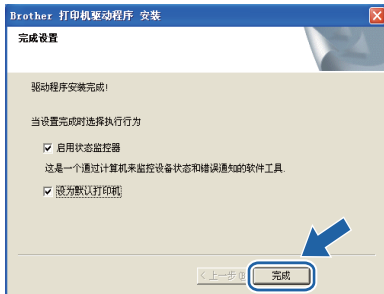 Brother 打印机驱动程序 安装
完成设置
驱动程序安装完成!
当设置完成时选择执行行为
启用状态监控器
这是一个通过计算机来监控设备状态和错误通知的软件工具.
设为默认打印机
< 上一步(B)
完成